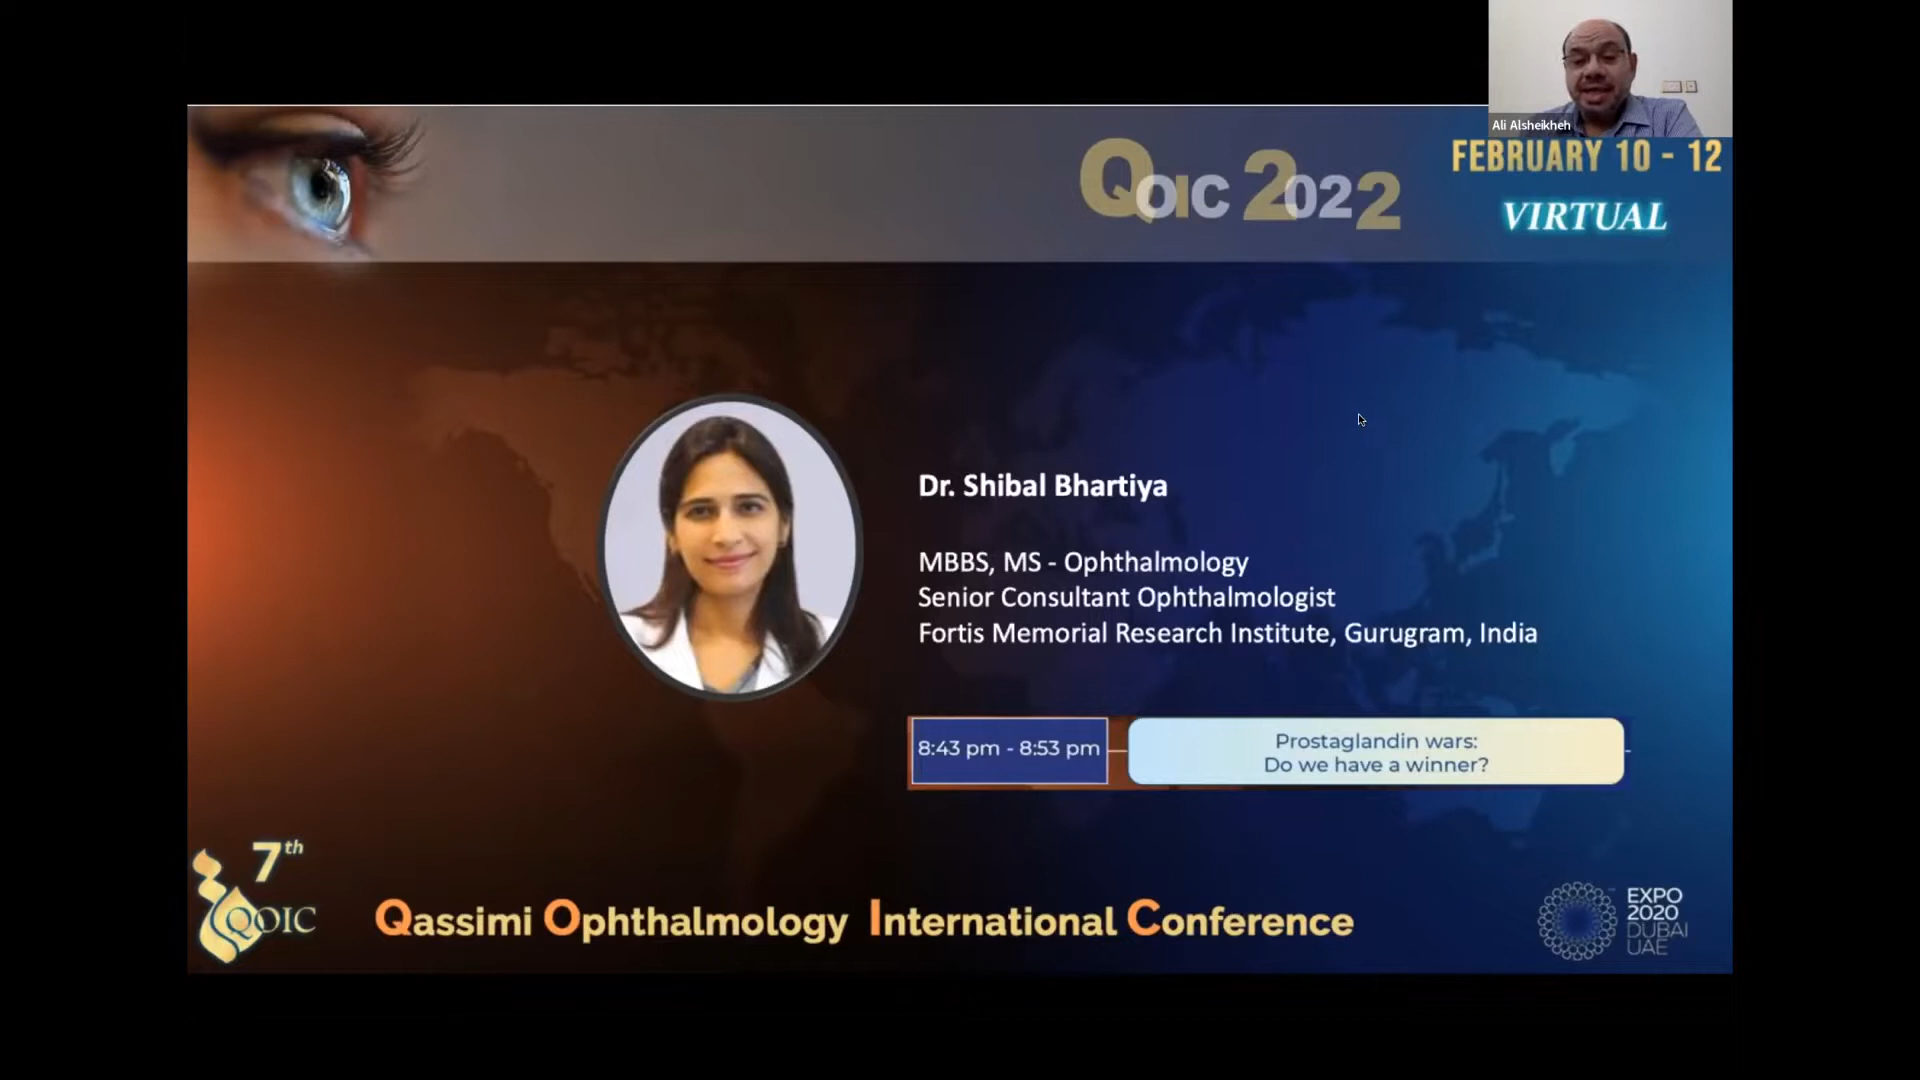 Ali Alsheikheh
QOIC 2022
FEBRUARY 10 - 12
VIRTUAL
Dr. Shibal Bhartiya
MBBS, MS - Ophthalmology
Senior Consultant Ophthalmologist
Fortis Memorial Research Institute, Gurugram, India
8:43 pm - 8:53 pm
Prostaglandin wars:
Do we have a winner?
7th
QOIC
Qassimi Ophthalmology International Conference
EXPO
2020
DUBAI
UAE